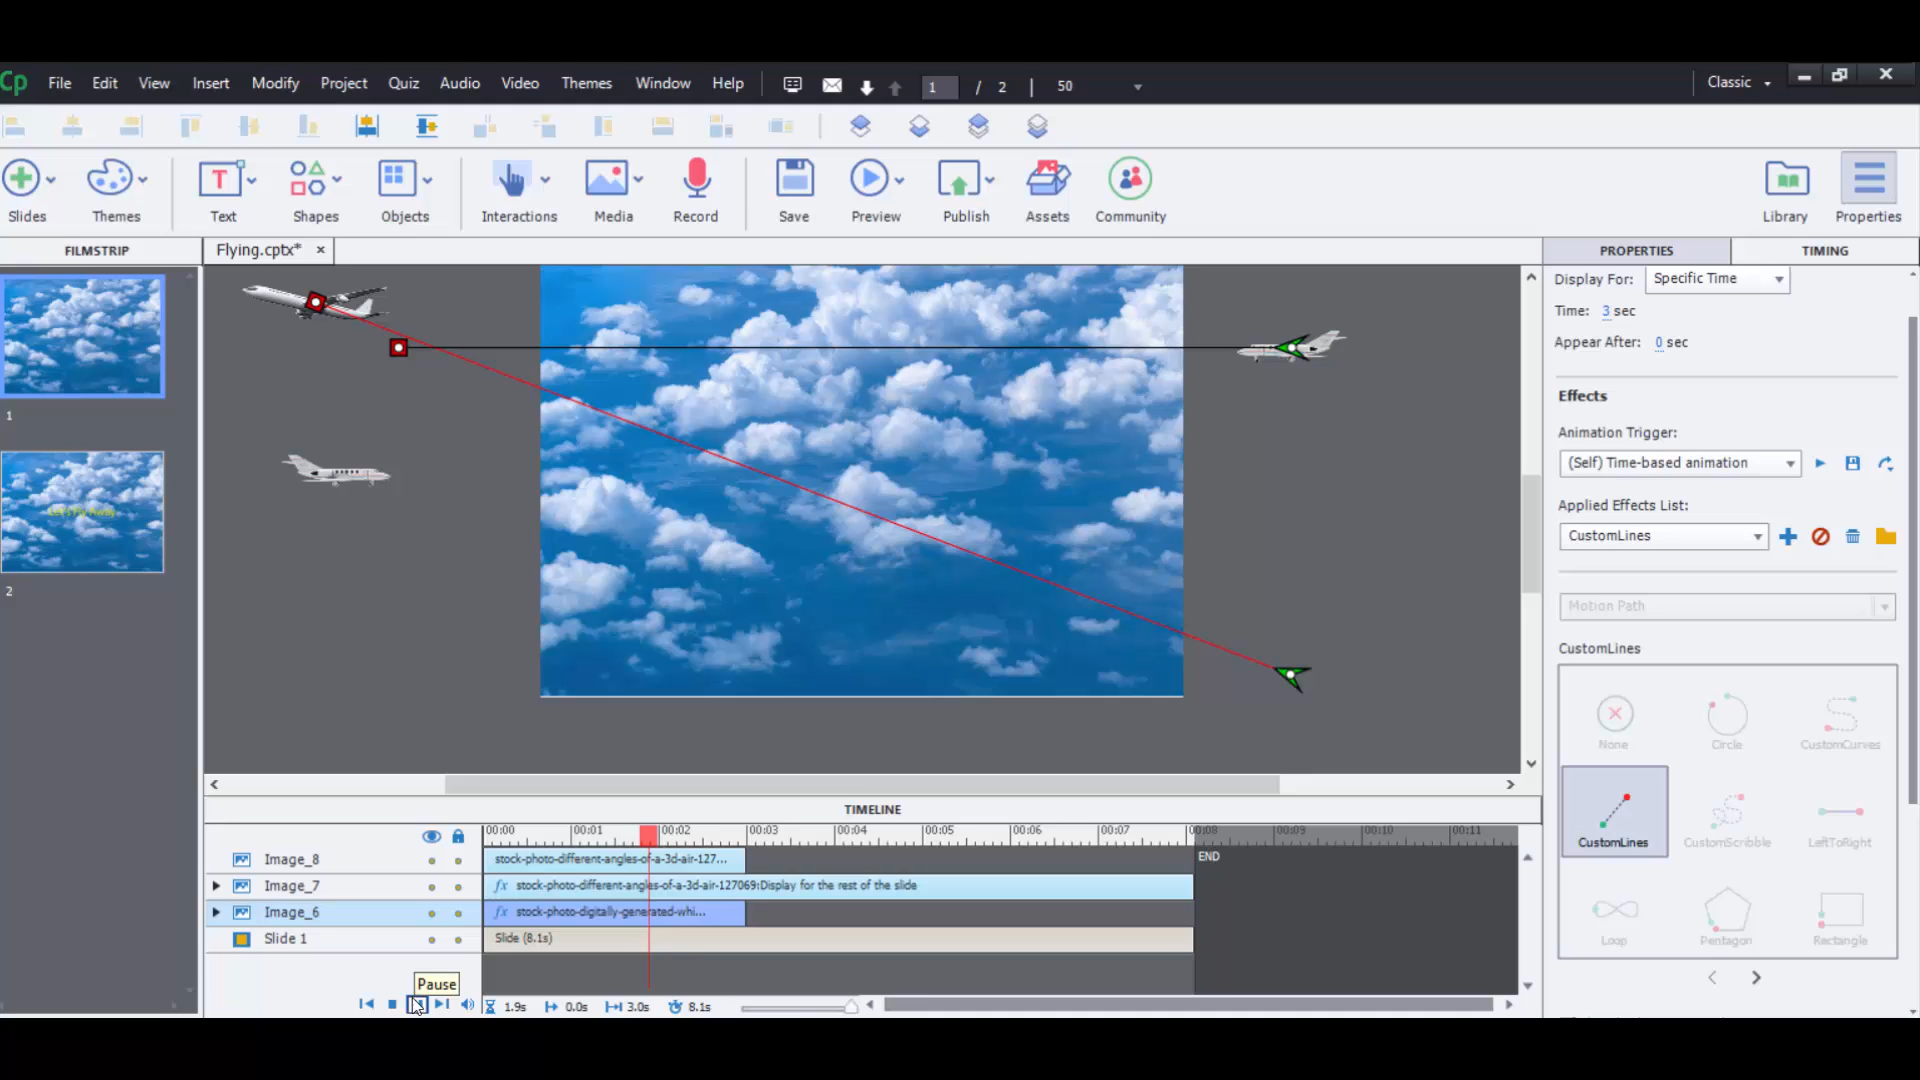 Cp File Edit View Insert Modify Project Quiz Audio Video Themes Window Help 1 / 2 50 Classic
Slides Themes Text Shapes Objects Interactions Media Record Save Preview Publish Assets Community Library Properties
FILMSTRIP Flying.cptx* × PROPERTIES TIMING
Display For: Specific Time
Time: 3 sec
Appear After: 0 sec
Effects
1
Animation Trigger:
(Self) Time-based animation
Let's Fly Away
Applied Effects List:
CustomLines
2
Motion Path
CustomLines
None Circle CustomCurves
CustomLines CustomScribble LeftToRight
Loop Pentagon Rectangle
TIMELINE
00:00 00:01 00:02 00:03 00:04 00:05 00:06 00:07 00:08 00:09 00:10 00:11
Image_8 stock-photo-different-angles-of-a-3d-air-127... END
Image_7 fx stock-photo-different-angles-of-a-3d-air-127069:Display for the rest of the slide
Image_6 fx stock-photo-digitally-generated-whi...
Slide 1 Slide (8.1s)
Pause
1.9s 0.0s 3.0s 8.1s